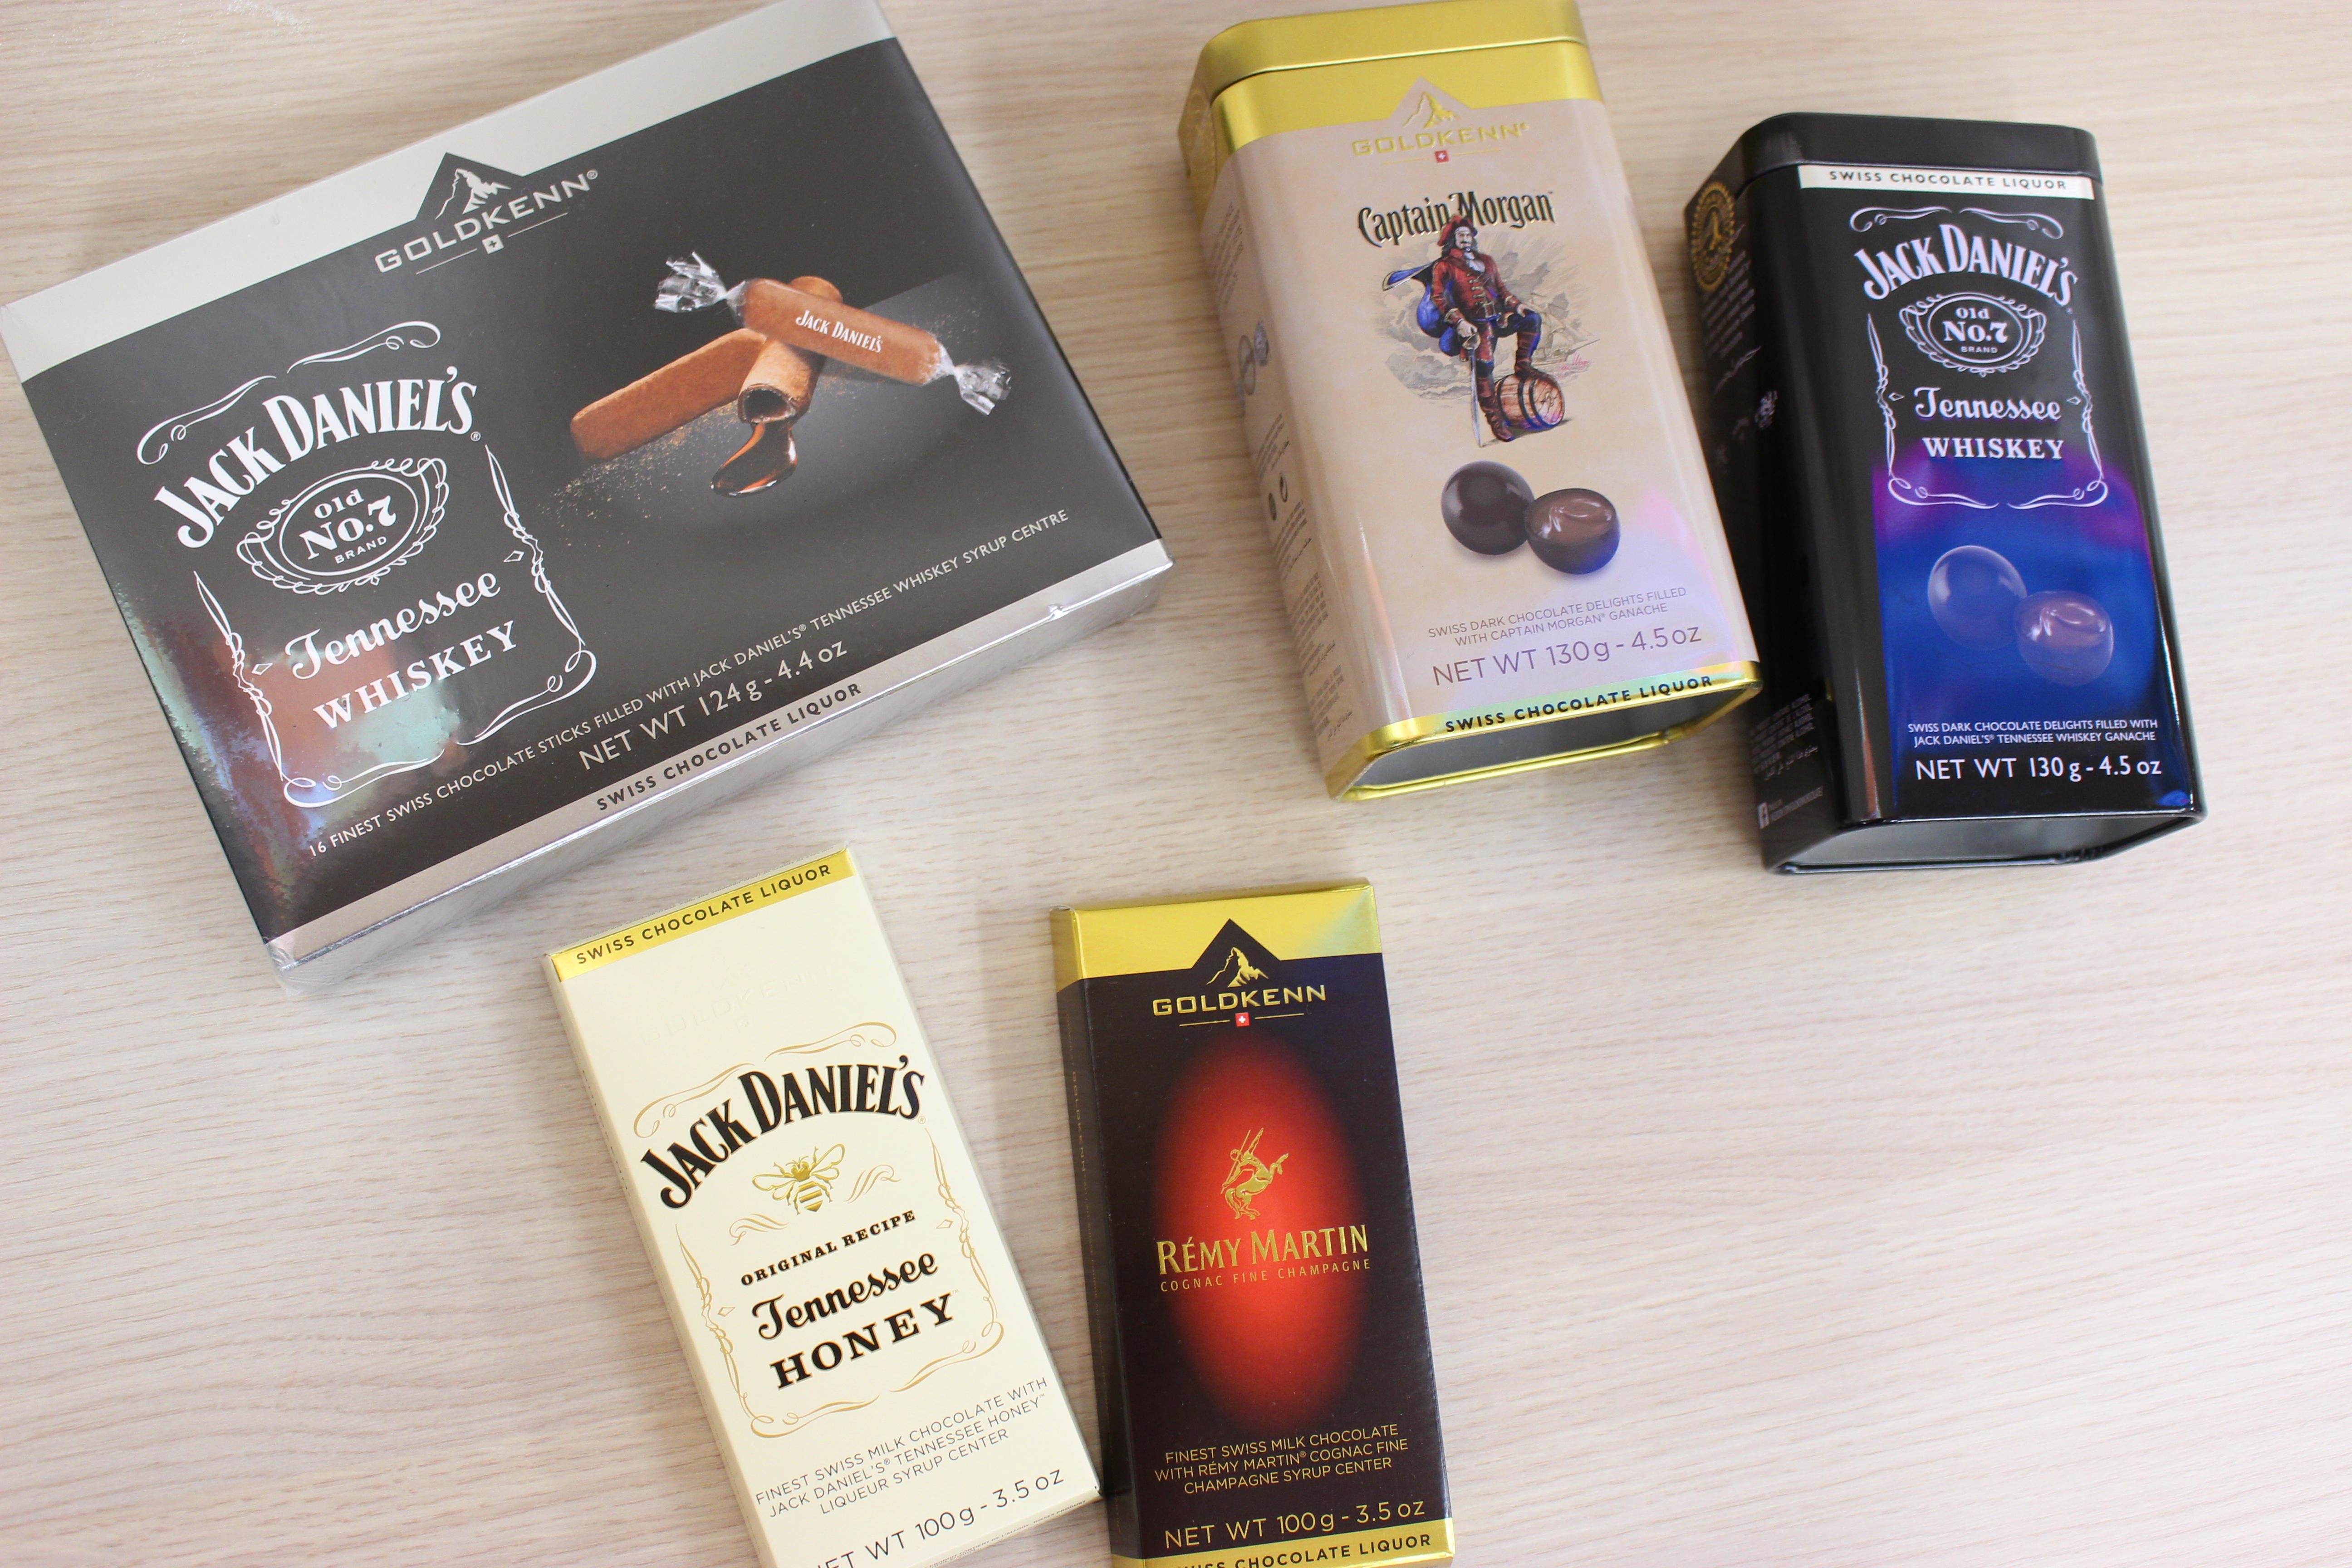 GOLDKENN®
JACK DANIEL'S
JACK DANIEL'S®
Old
No.7
BRAND
Tennessee
WHISKEY
16 FINEST SWISS CHOCOLATE STICKS FILLED WITH JACK DANIEL'S® TENNESSEE WHISKEY SYRUP CENTRE
NET WT 124 g - 4.4 oz
SWISS CHOCOLATE LIQUOR
GOLDKENN®
Captain Morgan™
SWISS DARK CHOCOLATE DELIGHTS FILLED
WITH CAPTAIN MORGAN® GANACHE
NET WT 130g - 4.5oz
SWISS CHOCOLATE LIQUOR
SWISS CHOCOLATE LIQUOR
JACK DANIEL'S
Old
No.7
BRAND
Tennessee
WHISKEY
SWISS DARK CHOCOLATE DELIGHTS FILLED WITH
JACK DANIEL'S® TENNESSEE WHISKEY GANACHE
NET WT 130 g - 4.5 oz
SWISS CHOCOLATE LIQUOR
GOLDKENN
JACK DANIEL'S
ORIGINAL RECIPE
Tennessee
HONEY
FINEST SWISS MILK CHOCOLATE WITH
JACK DANIEL'S® TENNESSEE HONEY™
LIQUEUR SYRUP CENTER
NET WT 100g - 3.5 oz
GOLDKENN
RÉMY MARTIN
COGNAC FINE CHAMPAGNE
FINEST SWISS MILK CHOCOLATE
WITH RÉMY MARTIN® COGNAC FINE
CHAMPAGNE SYRUP CENTER
NET WT 100g - 3.5 oz
SWISS CHOCOLATE LIQUOR